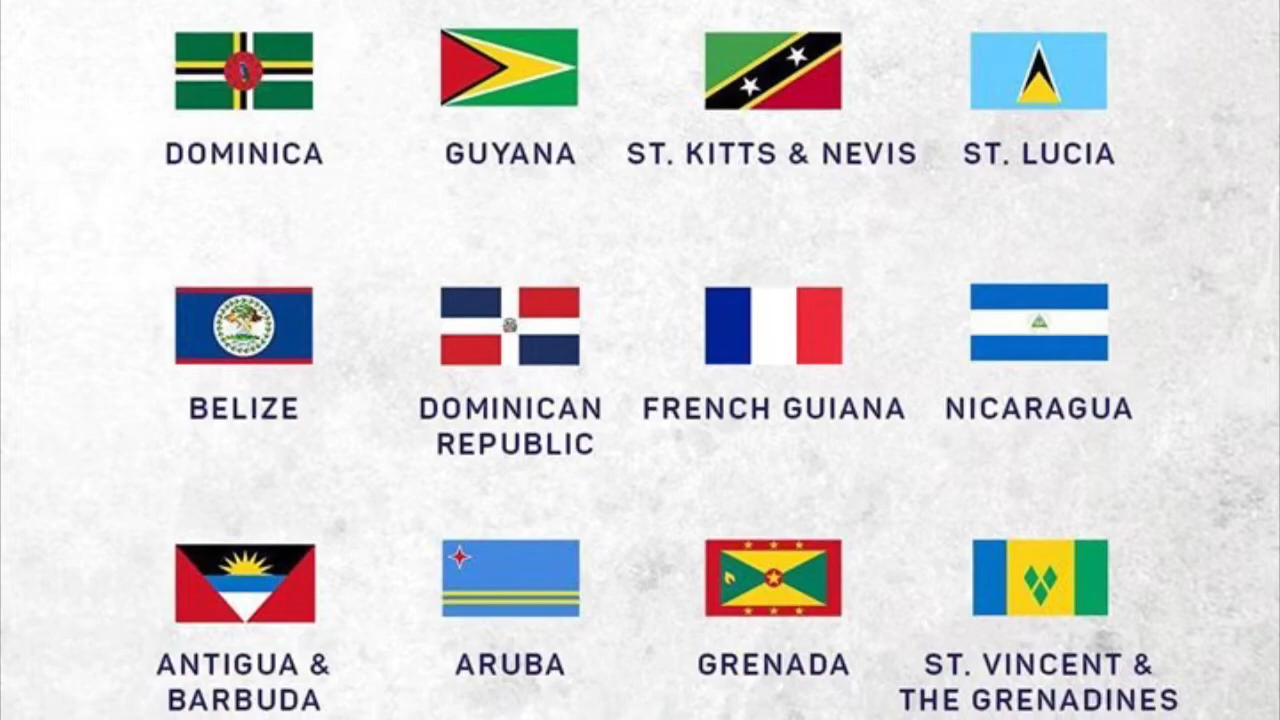 DOMINICA
GUYANA
ST. KITTS & NEVIS
ST. LUCIA
BELIZE
DOMINICAN
REPUBLIC
FRENCH GUIANA
NICARAGUA
ANTIGUA &
BARBUDA
ARUBA
GRENADA
ST. VINCENT &
THE GRENADINES